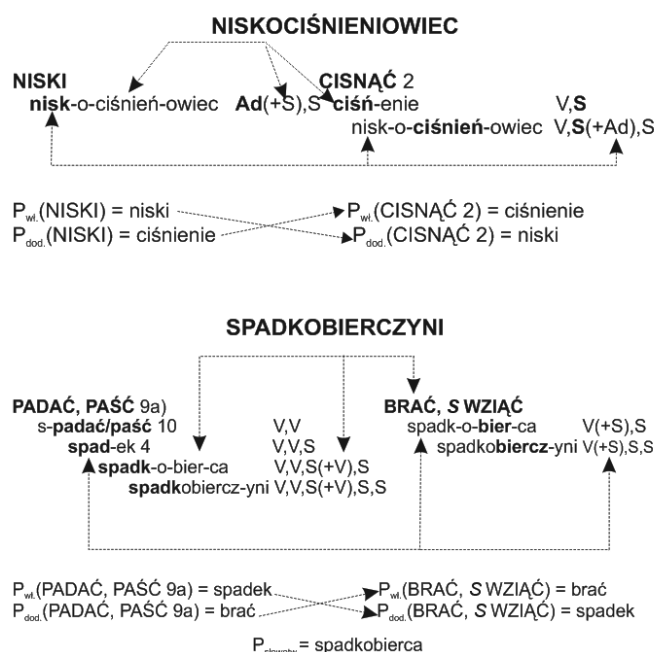 NISKOCIŚNIENIOWIEC
NISKI CISNĄĆ 2
nisk-o-ciśnień-owiec Ad(+S),S ciśń-enie V,S
nisk-o-ciśnień-owiec V,S(+Ad),S
Pwł.(NISKI) = niski Pwł.(CISNĄĆ 2) = ciśnienie
Pdod.(NISKI) = ciśnienie Pdod.(CISNĄĆ 2) = niski
SPADKOBIERCZYNI
PADAĆ, PAŚĆ 9a) BRAĆ, S WZIĄĆ
s-padać/paść 10 V,V spadk-o-bier-ca V(+S),S
spad-ek 4 V,V,S spadkobiercz-yni V(+S),S,S
spadk-o-bier-ca V,V,S(+V),S
spadkobiercz-yni V,V,S(+V),S,S
Pwł.(PADAĆ, PAŚĆ 9a) = spadek Pwł.(BRAĆ, S WZIĄĆ) = brać
Pdod.(PADAĆ, PAŚĆ 9a) = brać Pdod.(BRAĆ, S WZIĄĆ) = spadek
P = spadkobierca